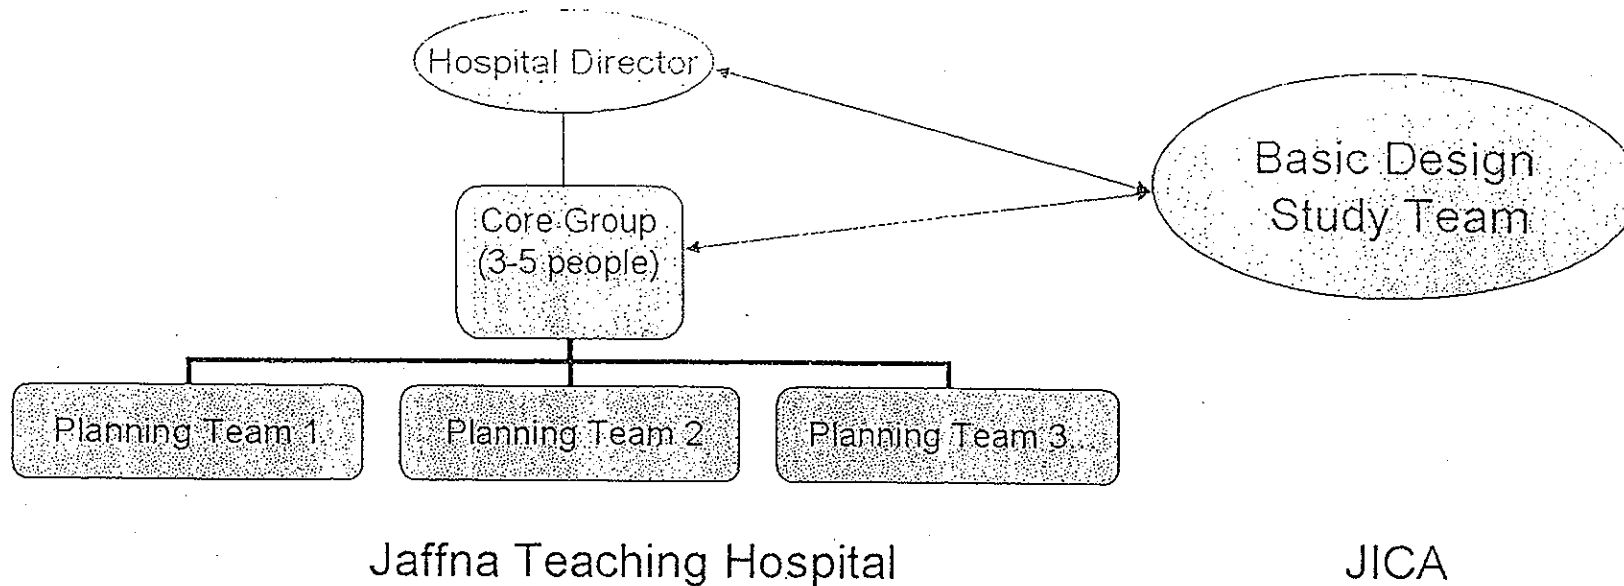 Hospital Director
Basic Design
Study Team
Core Group
(3-5 people)
Planning Team 1
Planning Team 2
Planning Team 3...
Jaffna Teaching Hospital
JICA